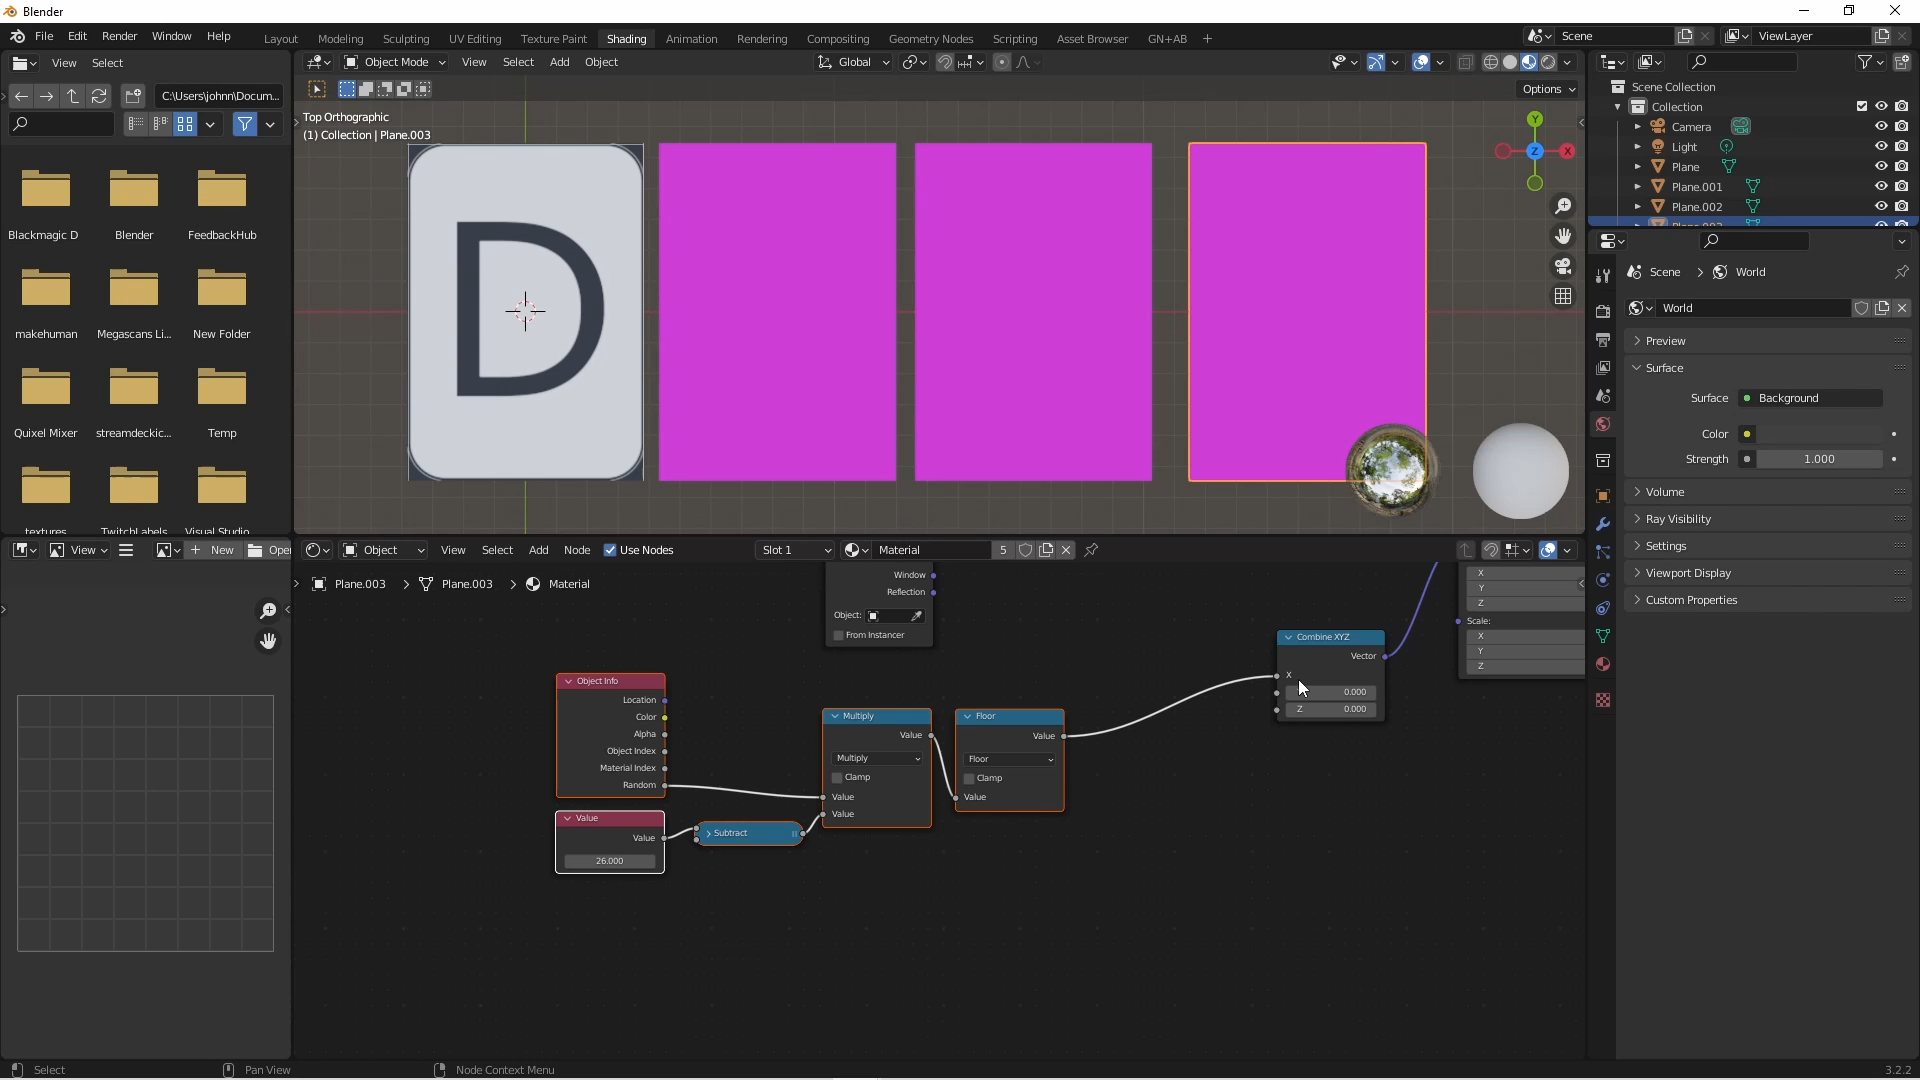 Blender
File Edit Render Window Help
Layout Modeling Sculpting UV Editing Texture Paint Shading Animation Rendering Compositing Geometry Nodes Scripting Asset Browser GN+AB +
Scene
ViewLayer
View Select
Object Mode View Select Add Object
Global
C:\Users\johnn\Docum...
Options
Top Orthographic
(1) Collection | Plane.003
D
Y
Z
X
Blackmagic D Blender FeedbackHub
makehuman Megascans Li... New Folder
Quixel Mixer streamdeckic... Temp
textures TwitchLabels Visual Studio
Scene Collection
Collection
Camera
Light
Plane
Plane.001
Plane.002
Scene > World
World
Preview
Surface
Surface Background
Color
Strength 1.000
Volume
Ray Visibility
Settings
Viewport Display
Custom Properties
View New Open
Object View Select Add Node Use Nodes Slot 1 Material 5
Plane.003 > Plane.003 > Material
Window
Reflection
Object:
From Instancer
Object Info
Location
Color
Alpha
Object Index
Material Index
Random
Value
Value
26.000
Subtract
Multiply
Value
Multiply
Clamp
Value
Value
Floor
Value
Floor
Clamp
Value
Combine XYZ
Vector
X
0.000
Z 0.000
X
Y
Z
Scale:
X
Y
Z
Select Pan View Node Context Menu 3.2.2